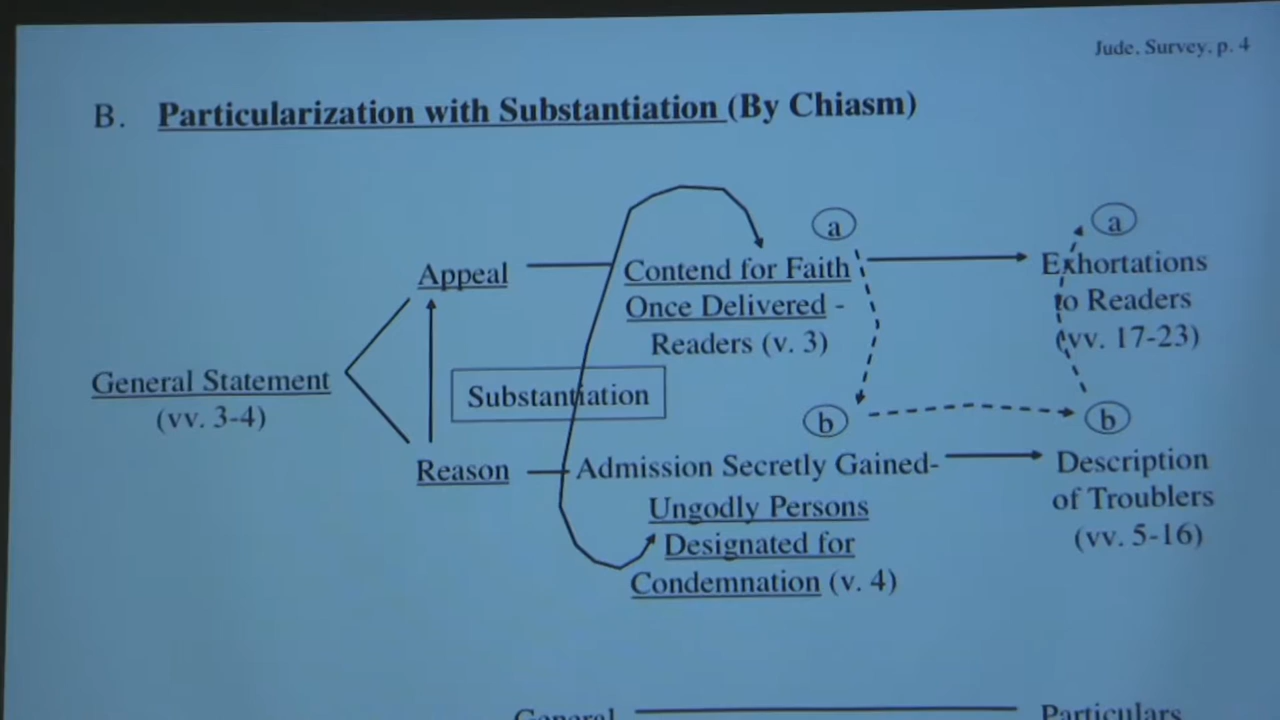 Jude. Survey. p. 4
B. Particularization with Substantiation (By Chiasm)
a
a
Appeal
Contend for Faith
Once Delivered -
Readers (v. 3)
Exhortations
to Readers
(vv. 17-23)
General Statement
(vv. 3-4)
Substantiation
b
b
Reason
Admission Secretly Gained-
Ungodly Persons
Designated for
Condemnation (v. 4)
Description
of Troublers
(vv. 5-16)
General
Particulars